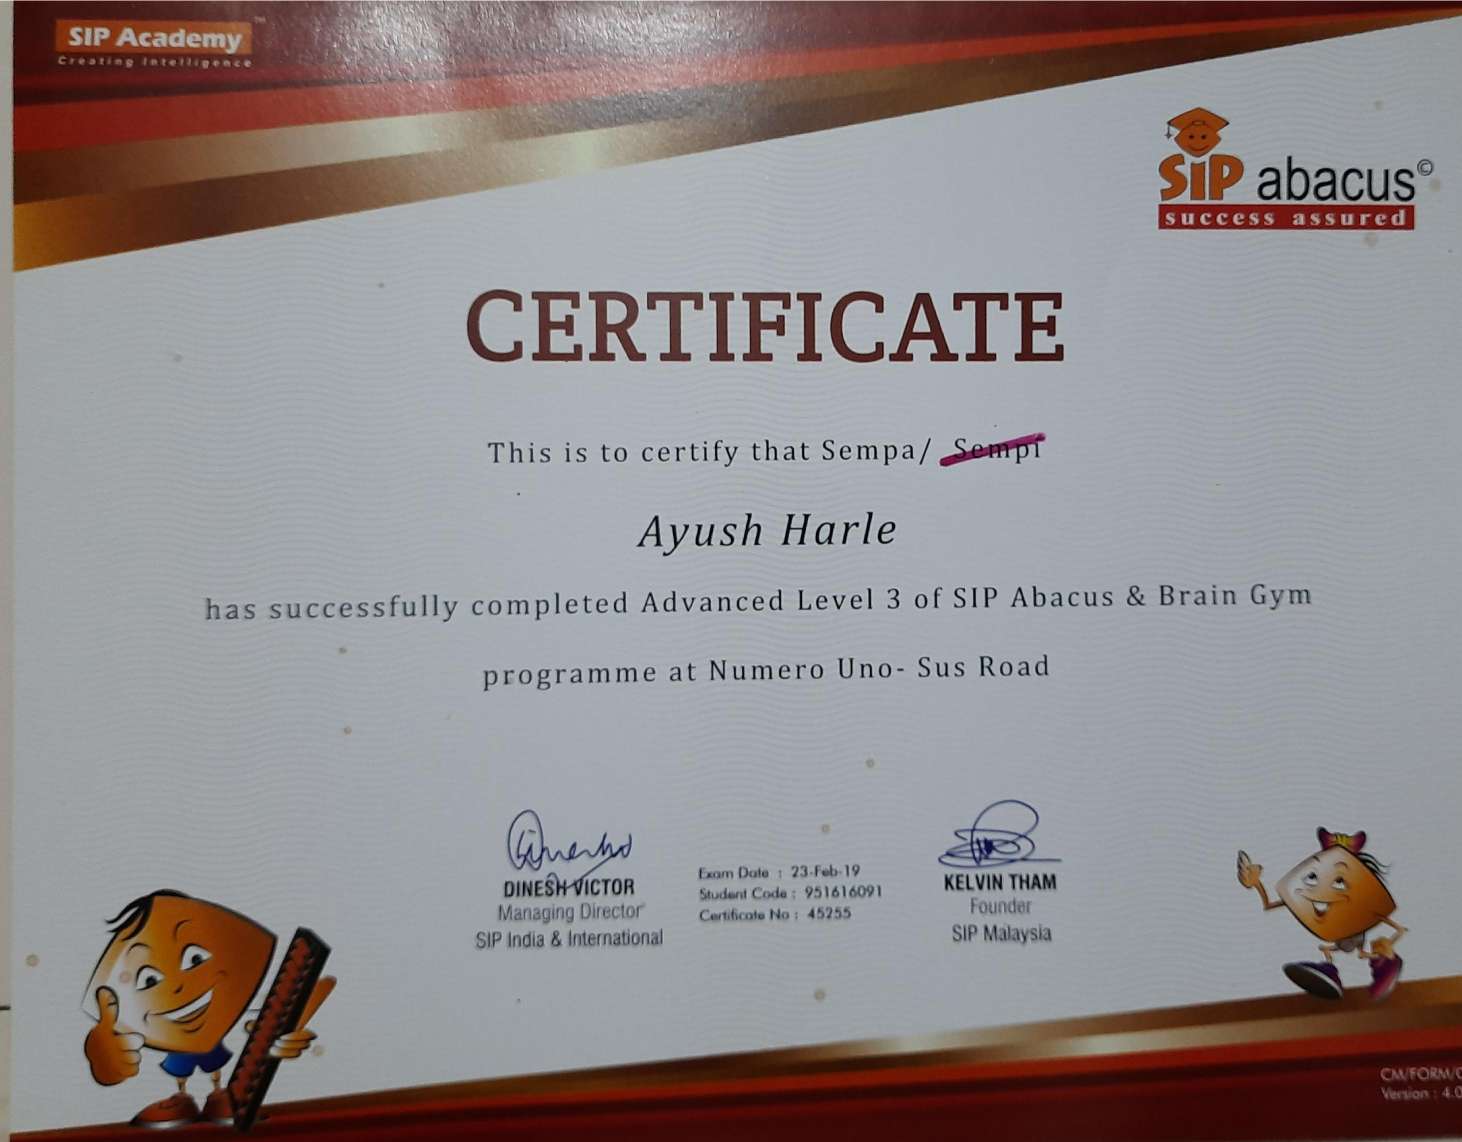 SIP Academy™
Creating Intelligence
SIP abacus©
success assured
CERTIFICATE
This is to certify that Sempa/ Sempi
Ayush Harle
has successfully completed Advanced Level 3 of SIP Abacus & Brain Gym
programme at Numero Uno- Sus Road
DINESH VICTOR
Managing Director
SIP India & International
Exam Date : 23-Feb-19
Student Code : 951616091
Certificate No : 45255
KELVIN THAM
Founder
SIP Malaysia
CM/FORM/
Version : 4.0